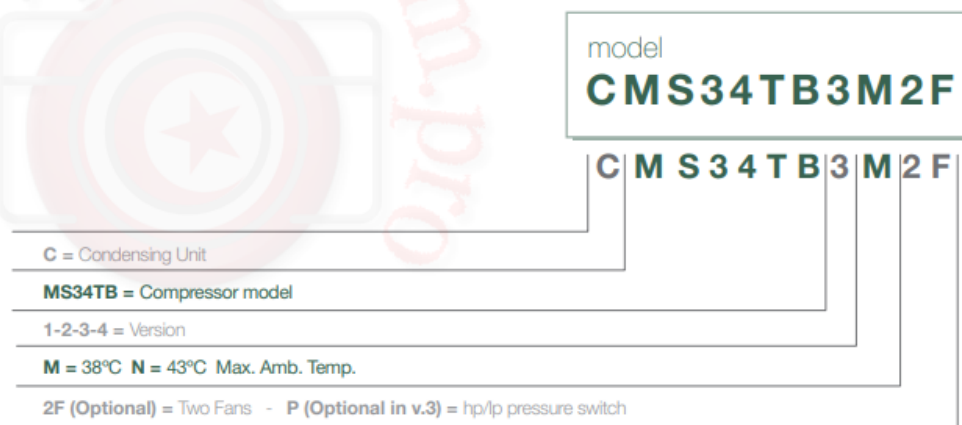 model
CMS34TB3M2F
C M S 3 4 T B 3 M 2 F
C = Condensing Unit
MS34TB = Compressor model
1-2-3-4 = Version
M = 38ºC N = 43ºC Max. Amb. Temp.
2F (Optional) = Two Fans - P (Optional in v.3) = hp/lp pressure switch
m.pro